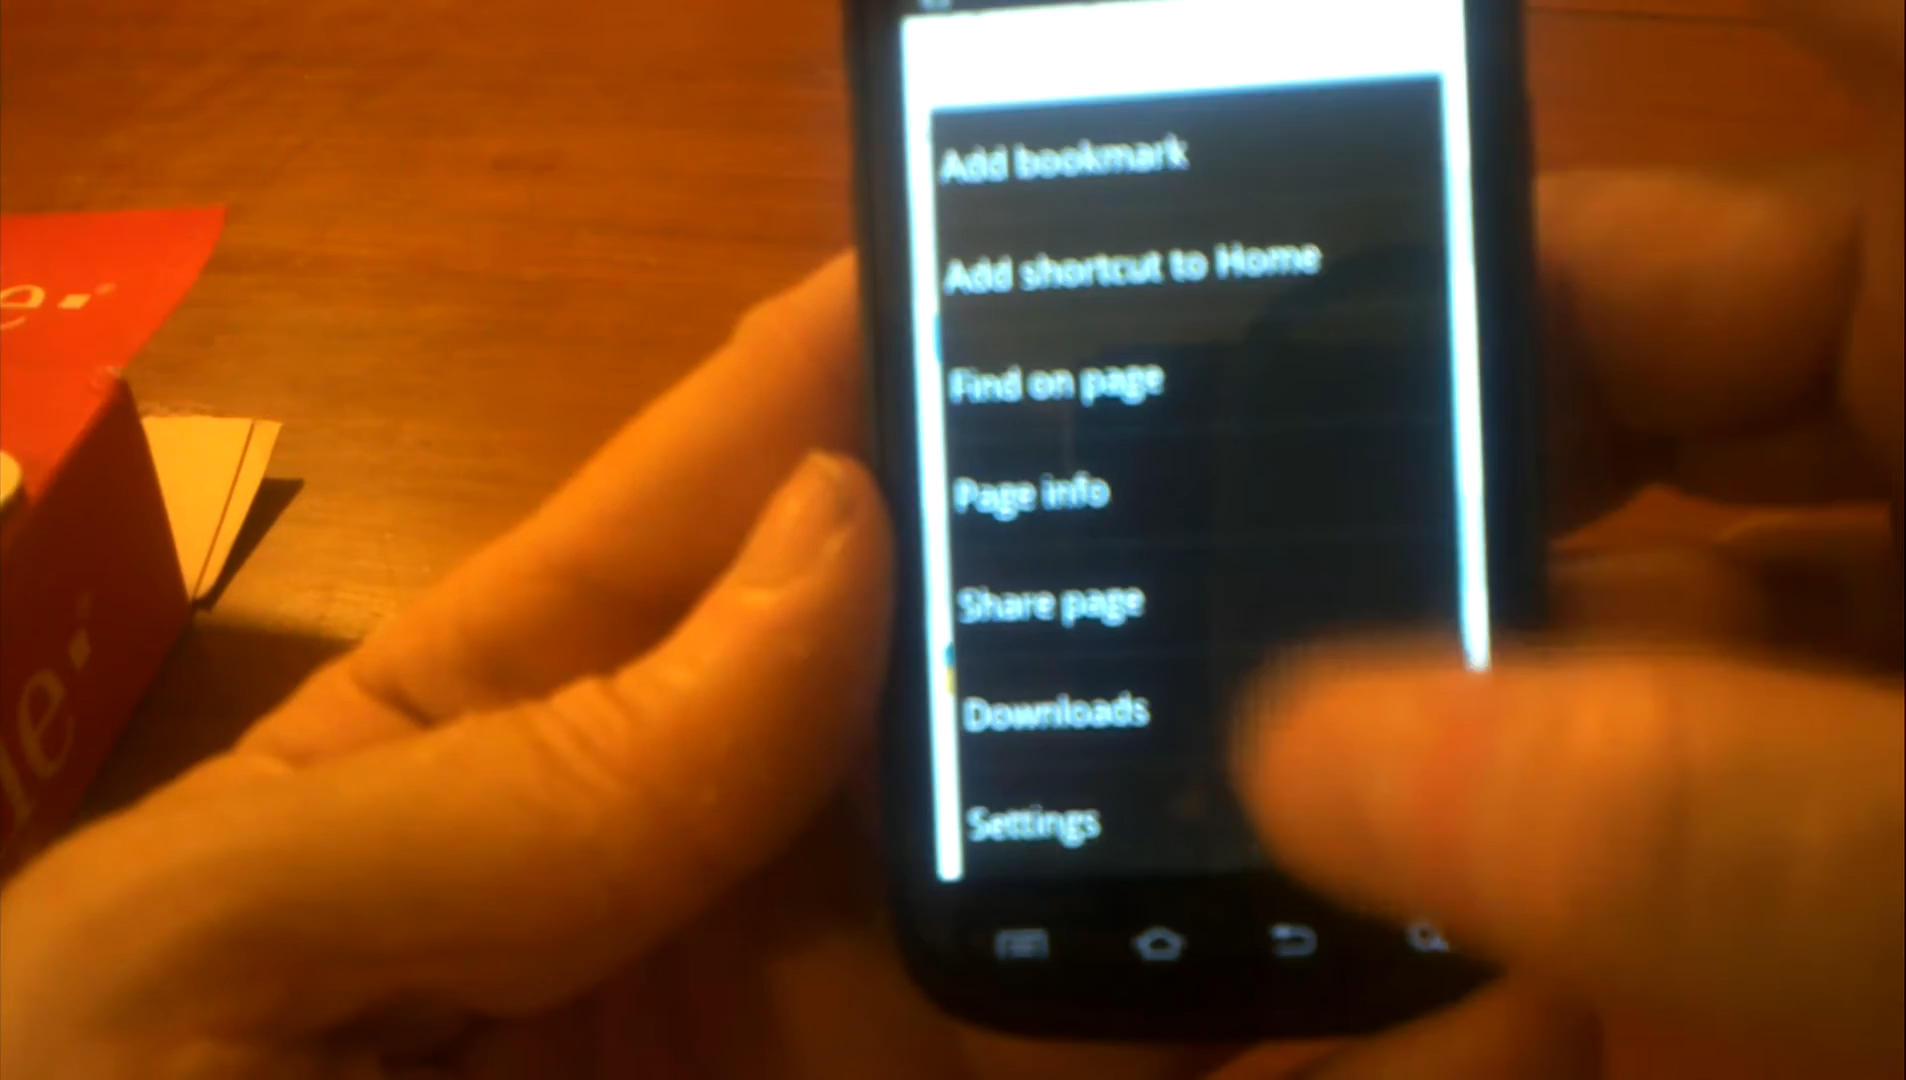 Add bookmark
Add shortcut to Home
Find on page
Page info
Share page
Downloads
Settings